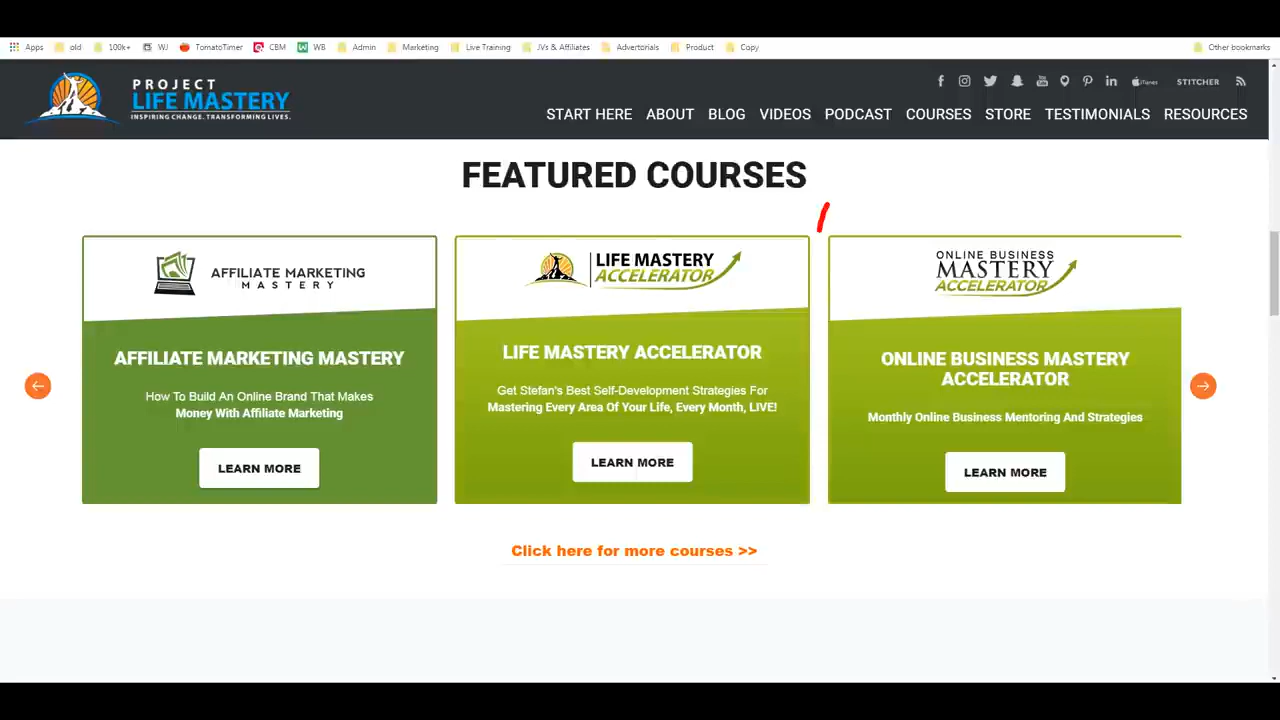 Apps old 100k+ WJ TomatoTimer CBM WB Admin Marketing Live Training JVs & Affiliates Advertorials Product Copy Other bookmarks
PROJECT
LIFE MASTERY
INSPIRING CHANGE. TRANSFORMING LIVES.
iTunes STITCHER
START HERE ABOUT BLOG VIDEOS PODCAST COURSES STORE TESTIMONIALS RESOURCES
FEATURED COURSES
AFFILIATE MARKETING
MASTERY
AFFILIATE MARKETING MASTERY
How To Build An Online Brand That Makes
Money With Affiliate Marketing
LEARN MORE
LIFE MASTERY
ACCELERATOR
LIFE MASTERY ACCELERATOR
Get Stefan's Best Self-Development Strategies For
Mastering Every Area Of Your Life, Every Month, LIVE!
LEARN MORE
ONLINE BUSINESS
MASTERY
ACCELERATOR
ONLINE BUSINESS MASTERY
ACCELERATOR
Monthly Online Business Mentoring And Strategies
LEARN MORE
Click here for more courses >>